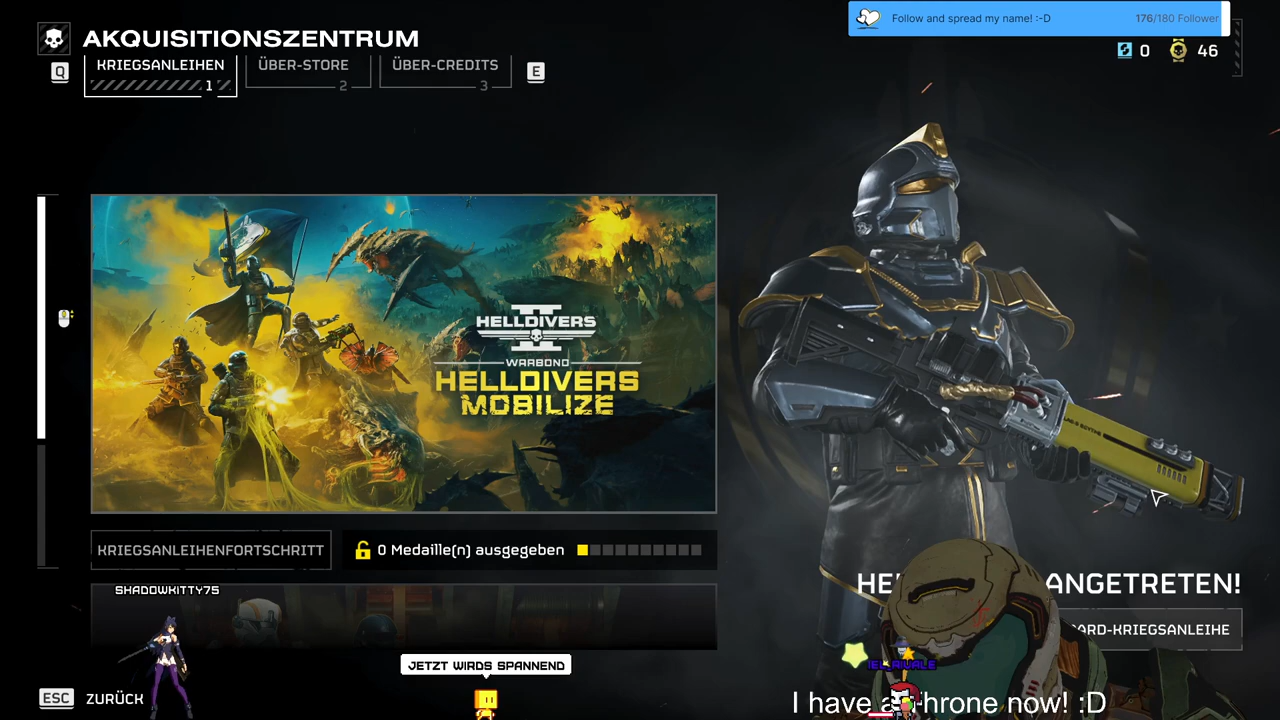 Follow and spread my name! :-D
176/180 Follower
AKQUISITIONSZENTRUM
0
46
Q
KRIEGSANLEIHEN
1
ÜBER-STORE
2
ÜBER-CREDITS
3
E
HELLDIVERS
II
WARBOND
HELLDIVERS
MOBILIZE
KRIEGSANLEIHENFORTSCHRITT
0 Medaille(n) ausgegeben
ANGETRETEN!
SHADOWKITTY75
ARD-KRIEGSANLEIHE
JETZT WIRDS SPANNEND
ESC
ZURÜCK
I have a throne now! :D